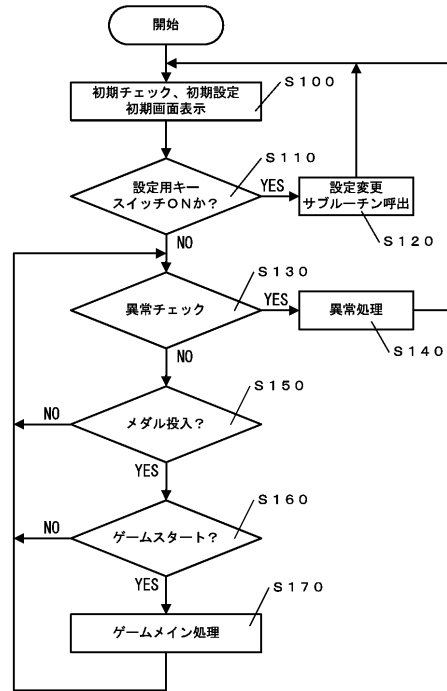 開始
初期チェック、初期設定
初期画面表示
S100
設定用キー
スイッチONか?
S110
YES
設定変更
サブルーチン呼出
S120
NO
異常チェック
S130
YES
異常処理
S140
NO
メダル投入?
S150
NO
YES
ゲームスタート?
S160
NO
YES
ゲームメイン処理
S170